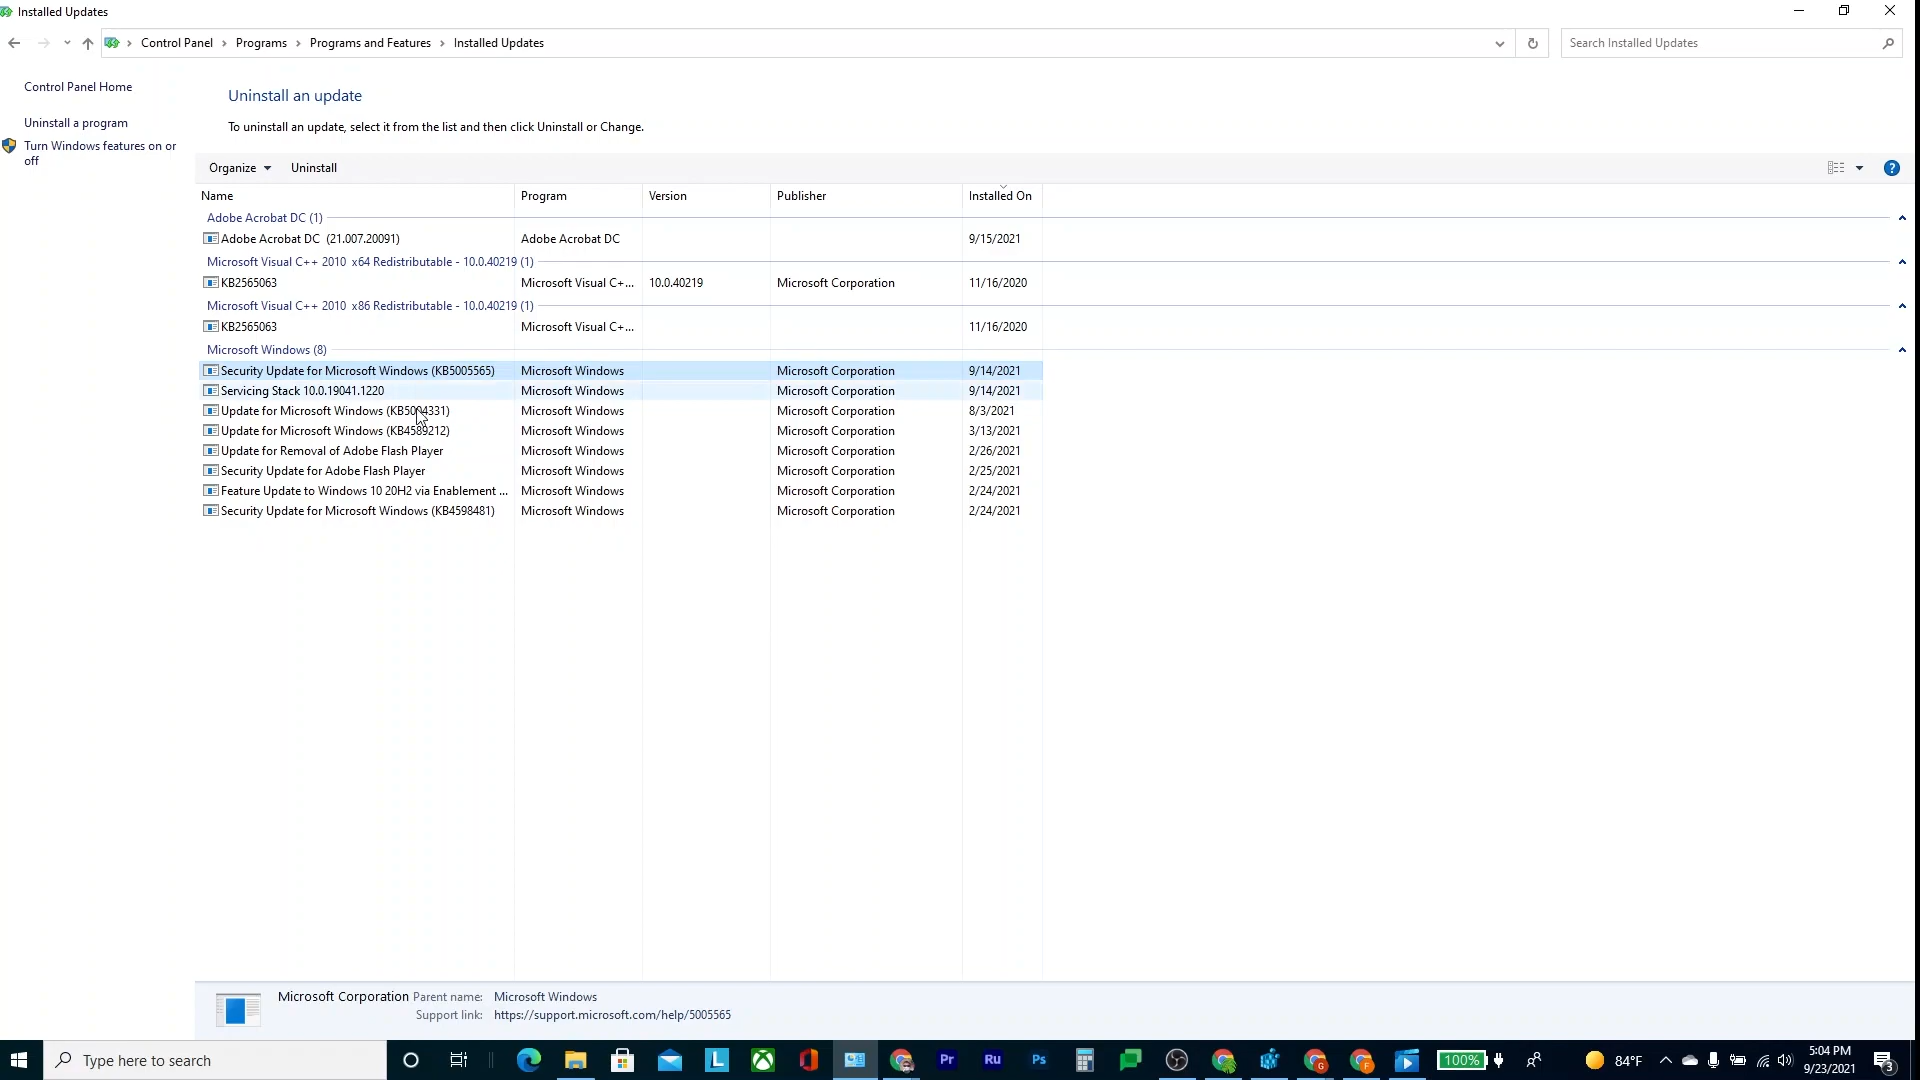 Installed Updates
Control Panel > Programs > Programs and Features > Installed Updates
Search Installed Updates
Control Panel Home
Uninstall a program
Turn Windows features on or
off
Uninstall an update
To uninstall an update, select it from the list and then click Uninstall or Change.
Organize Uninstall
Name Program Version Publisher Installed On
Adobe Acrobat DC (1)
Adobe Acrobat DC (21.007.20091) Adobe Acrobat DC 9/15/2021
Microsoft Visual C++ 2010 x64 Redistributable - 10.0.40219 (1)
KB2565063 Microsoft Visual C+... 10.0.40219 Microsoft Corporation 11/16/2020
Microsoft Visual C++ 2010 x86 Redistributable - 10.0.40219 (1)
KB2565063 Microsoft Visual C+... 11/16/2020
Microsoft Windows (8)
Security Update for Microsoft Windows (KB5005565) Microsoft Windows Microsoft Corporation 9/14/2021
Servicing Stack 10.0.19041.1220 Microsoft Windows Microsoft Corporation 9/14/2021
Update for Microsoft Windows (KB5004331) Microsoft Windows Microsoft Corporation 8/3/2021
Update for Microsoft Windows (KB4589212) Microsoft Windows Microsoft Corporation 3/13/2021
Update for Removal of Adobe Flash Player Microsoft Windows Microsoft Corporation 2/26/2021
Security Update for Adobe Flash Player Microsoft Windows Microsoft Corporation 2/25/2021
Feature Update to Windows 10 20H2 via Enablement ... Microsoft Windows Microsoft Corporation 2/24/2021
Security Update for Microsoft Windows (KB4598481) Microsoft Windows Microsoft Corporation 2/24/2021
Microsoft Corporation Parent name: Microsoft Windows
Support link: https://support.microsoft.com/help/5005565
Type here to search
L
Pr
Ru
Ps
G
F
100%
84°F
5:04 PM
9/23/2021
3